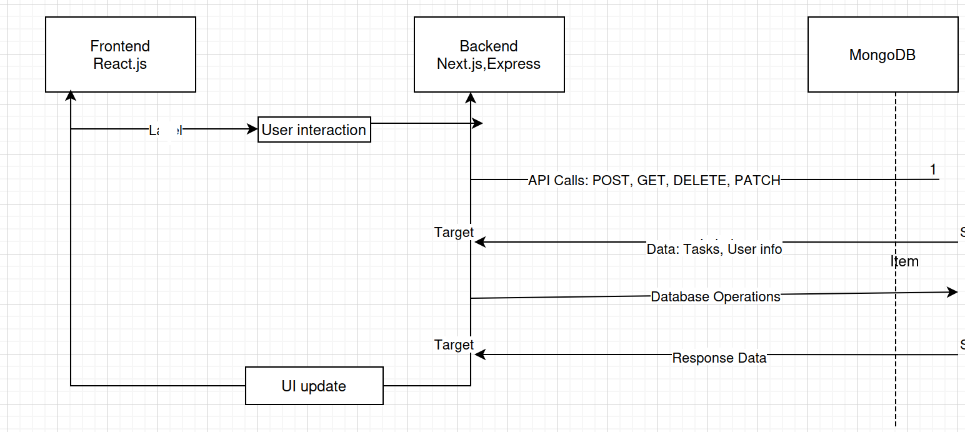 Frontend
React.js
Backend
Next.js,Express
MongoDB
User interaction
1
API Calls: POST, GET, DELETE, PATCH
Target
Data: Tasks, User info
Item
Database Operations
Target
Response Data
UI update